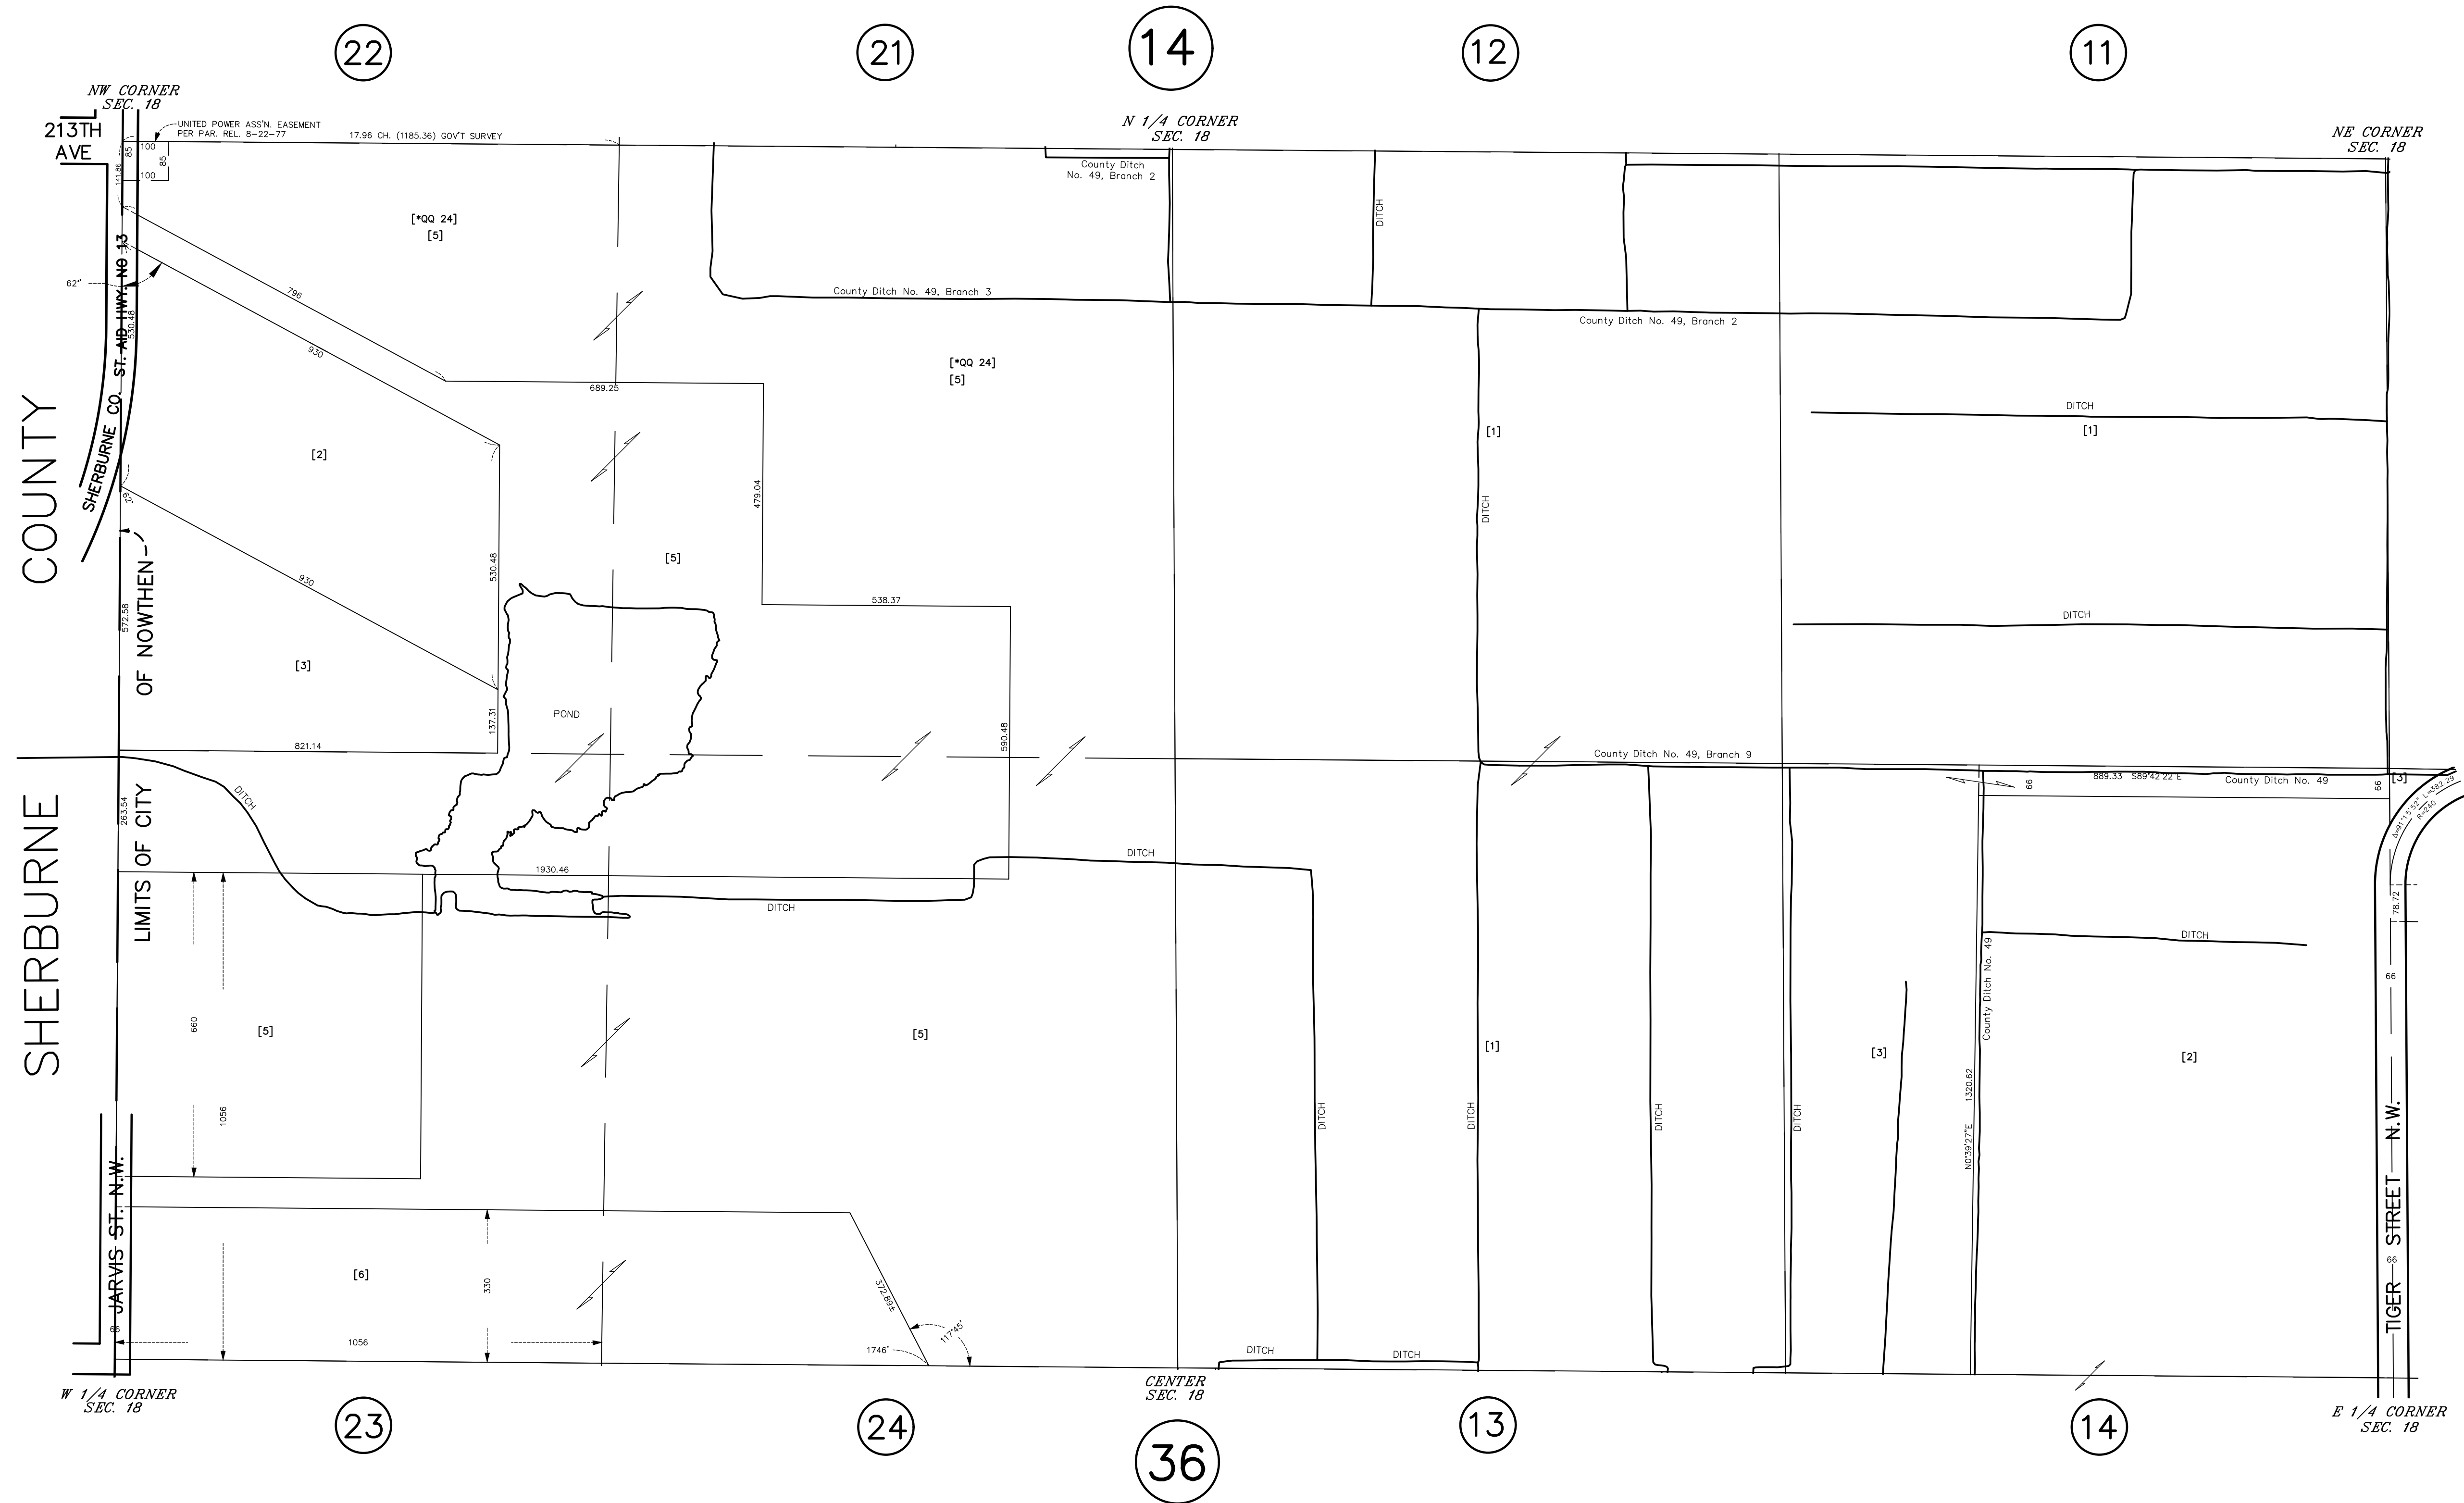 22
21
14
12
11
NW CORNER
SEC. 18
N 1/4 CORNER
SEC. 18
NE CORNER
SEC. 18
213TH
AVE
UNITED POWER ASS'N. EASEMENT
PER PAR. REL. 8-22-77
17.96 CH. (1185.36) GOV'T SURVEY
85
100
85
100
141.86
County Ditch
No. 49, Branch 2
DITCH
[*QQ 24]
[5]
ST. AID HWY. NO 13
SHERBURNE CO.
62°
530.48
796
930
County Ditch No. 49, Branch 3
County Ditch No. 49, Branch 2
689.25
[*QQ 24]
[5]
DITCH
[1]
[1]
[2]
479.04
DITCH
COUNTY
[5]
530.48
930
572.58
OF NOWTHEN
538.37
DITCH
[3]
POND
137.31
590.48
821.14
County Ditch No. 49, Branch 9
66
889.33 S89°42'22"E
County Ditch No. 49
66
[3]
Δ=91°15'52" L=382.29
R=240
263.54
DITCH
LIMITS OF CITY
SHERBURNE
1930.46
DITCH
DITCH
78.72
DITCH
County Ditch No. 49
66
660
[5]
[5]
[1]
[3]
[2]
1056
DITCH
DITCH
DITCH
DITCH
N0°39'27"E 1320.62
TIGER STREET N.W.
JARVIS ST. N.W.
[6]
330
372.89±
66
66
1056
1746'
117°45'
DITCH
DITCH
W 1/4 CORNER
SEC. 18
CENTER
SEC. 18
E 1/4 CORNER
SEC. 18
23
24
36
13
14